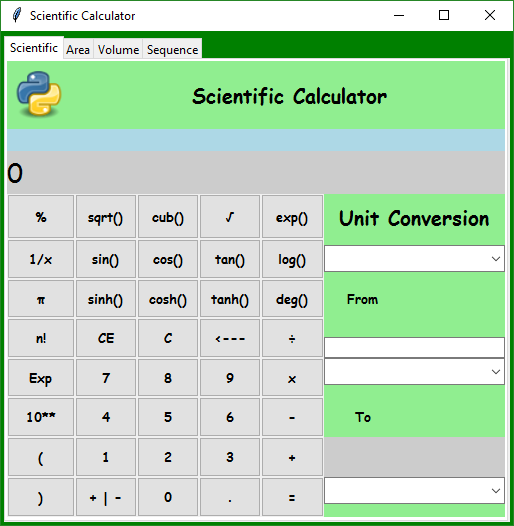 Scientific Calculator
Scientific Area Volume Sequence
Scientific Calculator
0
% sqrt() cub() √ exp()
Unit Conversion
1/x sin() cos() tan() log()
π sinh() cosh() tanh() deg()
From
n! CE C <--- ÷
Exp 7 8 9 x
10** 4 5 6 -
To
( 1 2 3 +
) + | - 0 . =